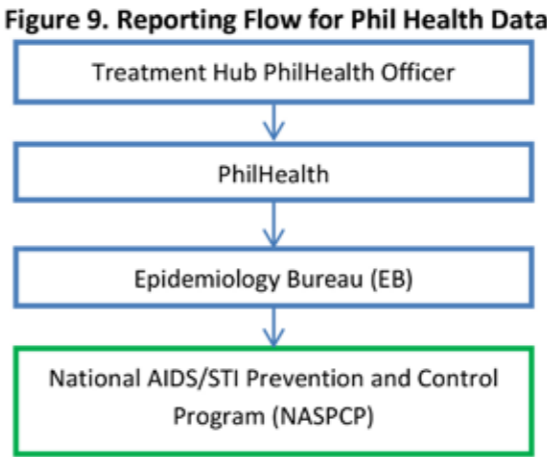 Figure 9. Reporting Flow for Phil Health Data
Treatment Hub PhilHealth Officer
PhilHealth
Epidemiology Bureau (EB)
National AIDS/STI Prevention and Control
Program (NASPCP)